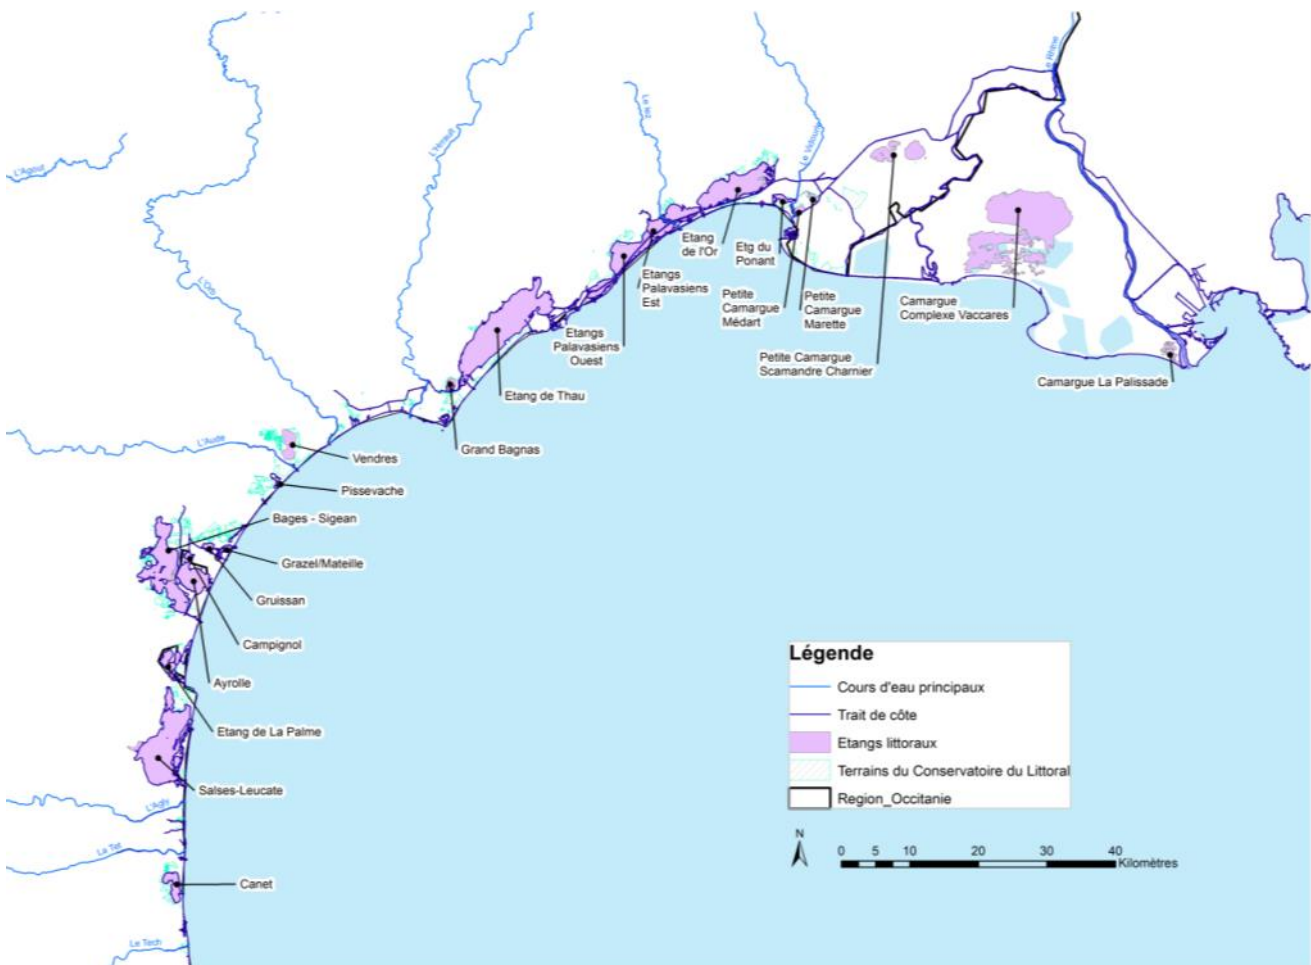 Le Rhône
L'Agout
L'Hérault
Le lez
Le Vidourle
L'Orb
Etang
de l'Or
Etg du
Ponant
Etangs
Palavasiens
Est
Petite
Camargue
Médart
Petite
Camargue
Marette
Camargue
Complexe Vaccares
Etangs
Palavasiens
Ouest
Petite Camargue
Scamandre Charnier
Camargue La Palissade
Etang de Thau
L'Aude
Grand Bagnas
Vendres
Pissevache
Bages - Sigean
Grazel/Mateille
Gruissan
Campignol
Ayrolle
Etang de La Palme
Salses-Leucate
L'Agly
La Tet
Canet
Le Tech
Légende
Cours d'eau principaux
Trait de côte
Etangs littoraux
Terrains du Conservatoire du Littoral
Region_Occitanie
N
0 5 10 20 30 40
Kilomètres